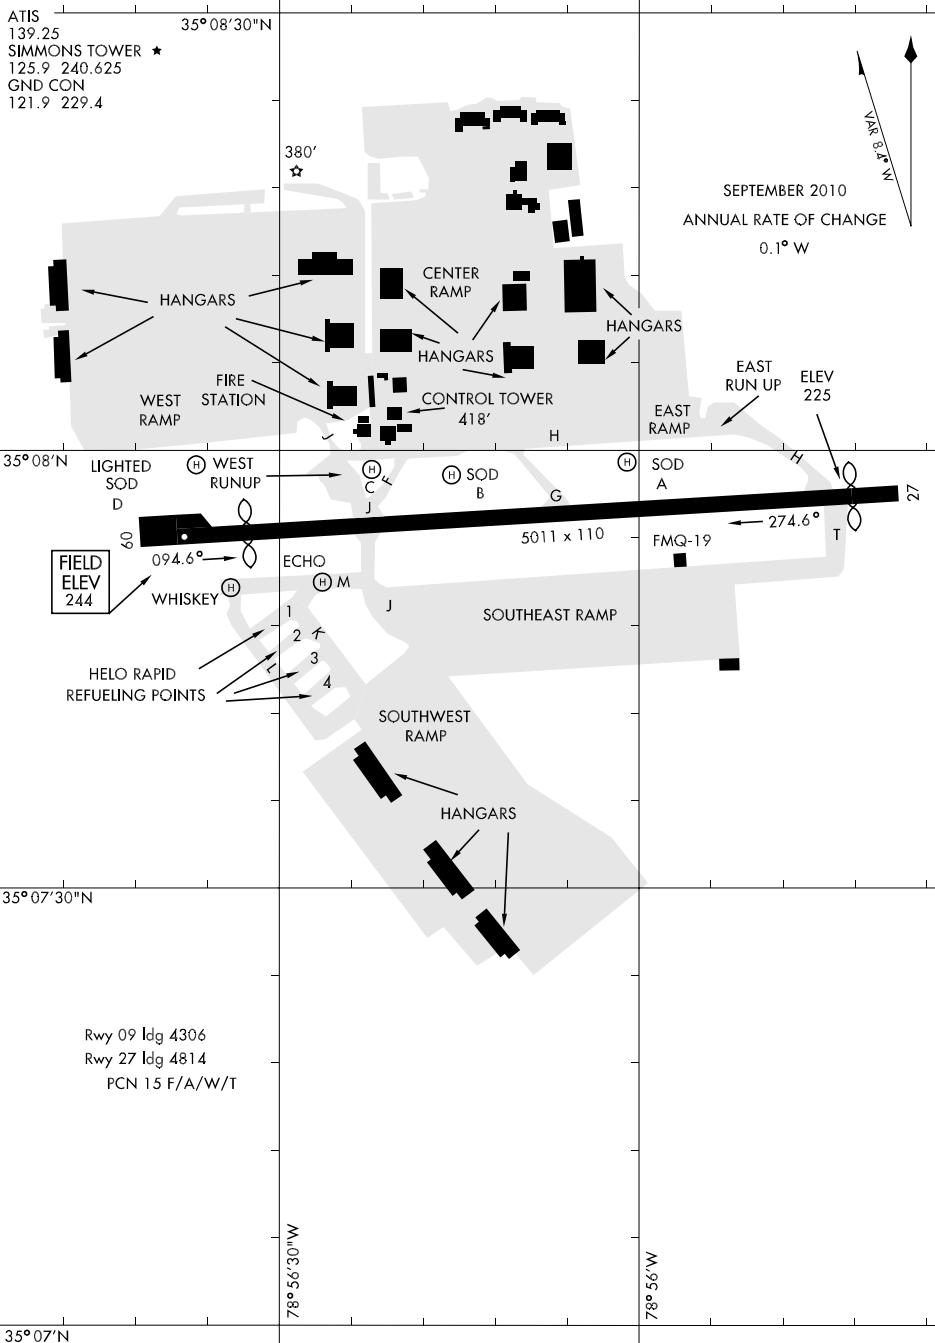 ATIS
139.25
SIMMONS TOWER ★
125.9 240.625
GND CON
121.9 229.4
35° 08'30"N
VAR 8.4° W
380'
SEPTEMBER 2010
ANNUAL RATE OF CHANGE
0.1° W
CENTER
RAMP
HANGARS
HANGARS
HANGARS
FIRE
STATION
WEST
RAMP
CONTROL TOWER
418'
EAST
RUN UP
ELEV
225
EAST
RAMP
J
H
H
35° 08'N
LIGHTED
SOD
D
H
WEST
RUNUP
H
C
F
J
H
SOD
B
G
H
SOD
A
27
09
094.6°
5011 x 110
274.6°
FMQ-19
T
FIELD
ELEV
244
ECHO
WHISKEY
H
H
M
J
SOUTHEAST RAMP
1
2
K
3
L
4
HELO RAPID
REFUELING POINTS
SOUTHWEST
RAMP
HANGARS
35° 07'30"N
Rwy 09 ldg 4306
Rwy 27 ldg 4814
PCN 15 F/A/W/T
78° 56'30"W
78° 56'W
35° 07'N